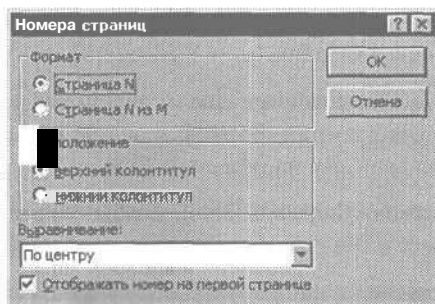 Номера страниц
Формат
OK
Страница N
Отмена
Страница N из M
положение
верхний колонтитул
нижний колонтитул
Выравнивание:
По центру
Отображать номер на первой странице